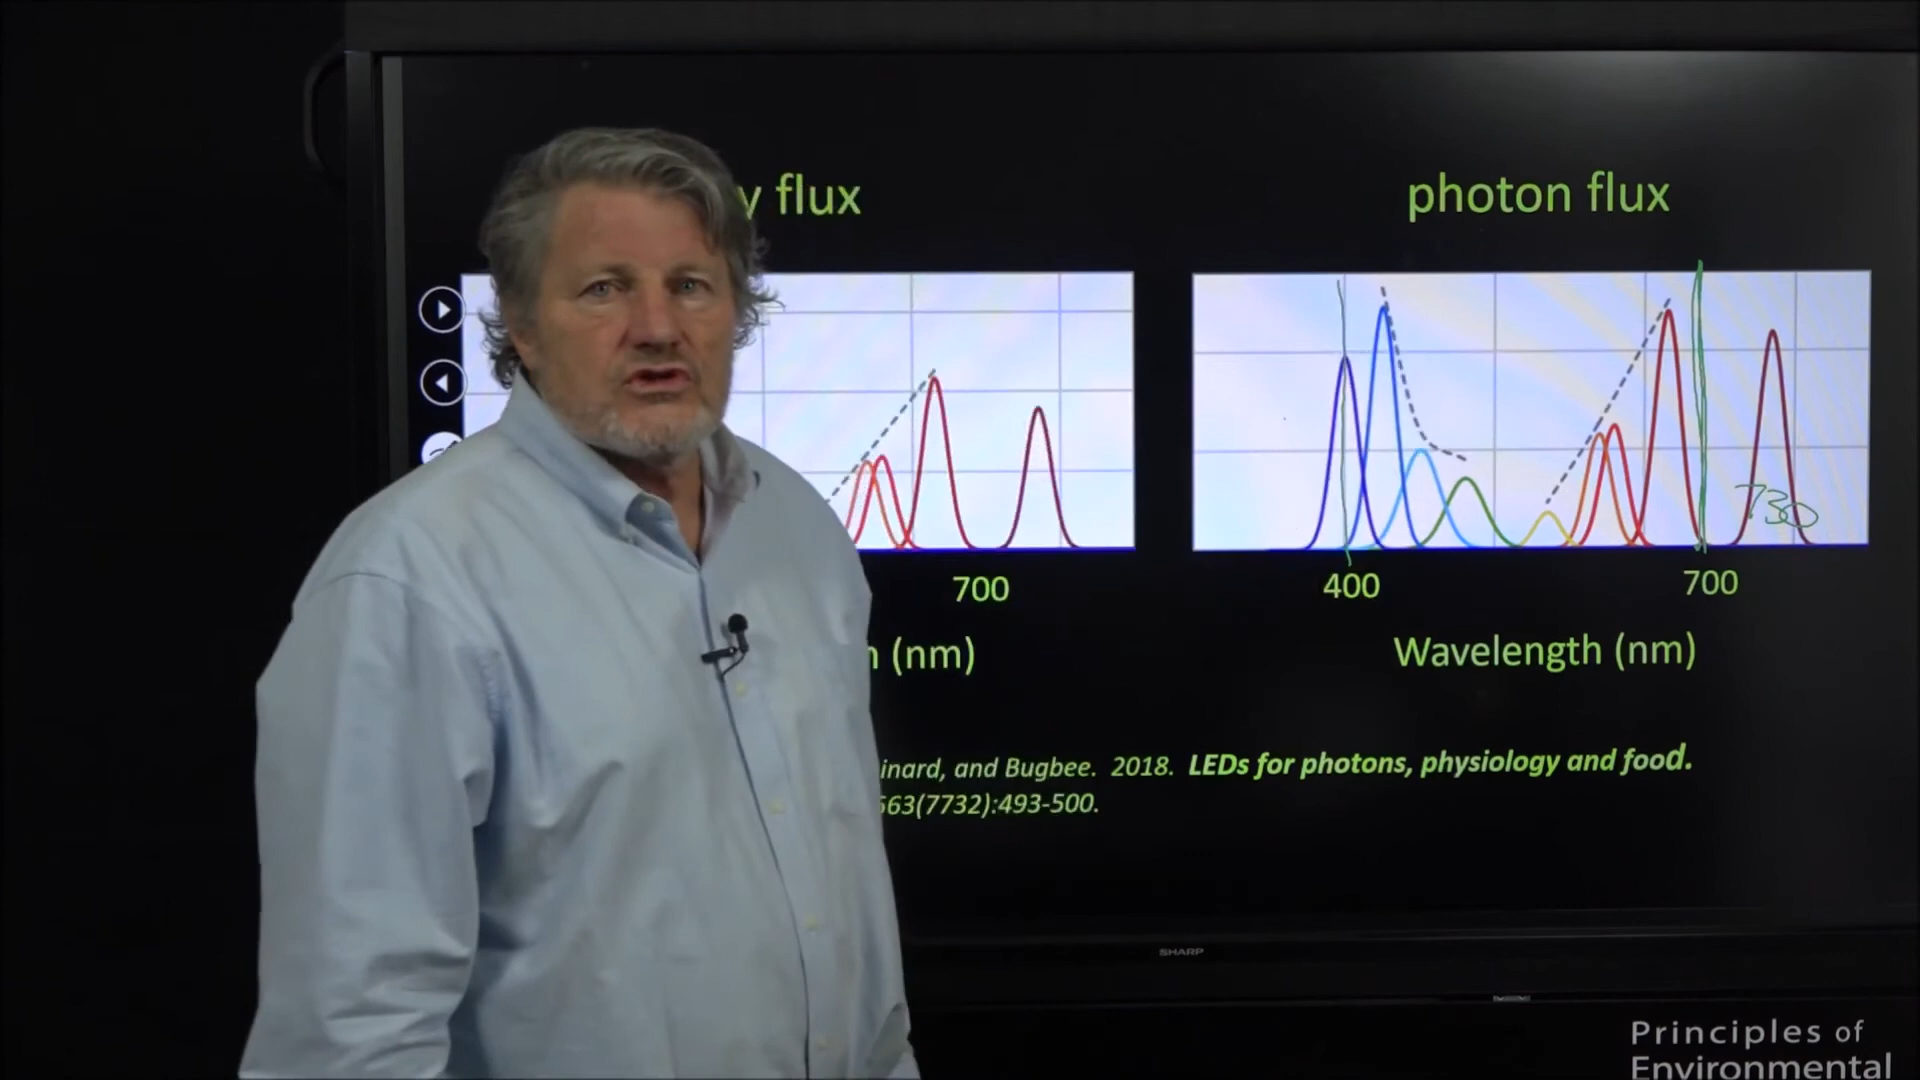 y flux
photon flux
730
700
400
700
(nm)
Wavelength (nm)
inard, and Bugbee. 2018. LEDs for photons, physiology and food.
563(7732):493-500.
SHARP
Principles of
Environmental